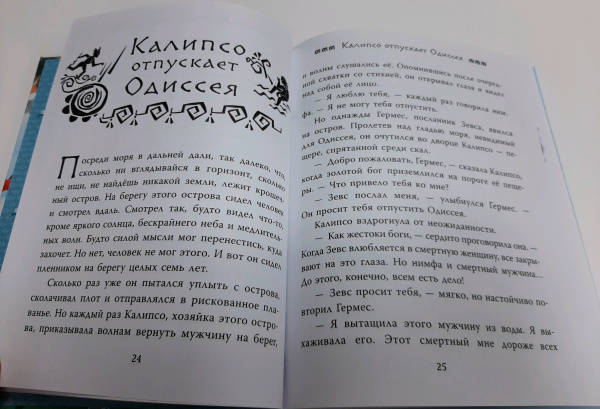 Калипсо
отпускает
Одиссея
Посреди моря в дальней дали, так далеко, что,
сколько ни вглядывайся в горизонт, сколько
ни ищи, не найдёшь никакой земли, лежит крошеч-
ный остров. На берегу этого острова сидел человек
и смотрел вдаль. Смотрел так, будто видел что-то,
кроме яркого солнца, бескрайнего неба и медлитель-
ных волн. Будто силой мысли мог перенестись, куда
захочет. Но нет, человек не мог этого. И вот он сидел
пленником на берегу целых семь лет.
Сколько раз уже он пытался уплыть с острова,
сколачивал плот и отправлялся в рискованное пла-
ванье. Но каждый раз Калипсо, хозяйка этого остро-
ва, приказывала волнам вернуть мужчину на берег,
24
Калипсо отпускает Одиссея
и волны слушались её. Опомнившись после очеред-
ной схватки со стихией, он открывал глаза и видел
над собой её лицо.
— Я люблю тебя, — каждый раз говорила ним-
фа. — Я не могу тебя отпустить.
Но однажды Гермес, посланник Зевса, явился
на остров. Пролетев над гладью моря, невидимый
для Одиссея, он очутился во дворце Калипсо — пе-
щере, спрятанной среди скал.
— Добро пожаловать, Гермес, — сказала Калипсо,
когда золотой бог приземлился на пороге её пеще-
ры. — Что привело тебя ко мне?
— Зевс послал меня, — улыбнулся Гермес. —
Он просит тебя отпустить Одиссея.
Калипсо вздрогнула от неожиданности.
— Как жестоки боги, — сердито проговорила она. —
Когда Зевс влюбляется в смертную женщину, все закры-
вают на это глаза. Но нимфа и смертный мужчина...
До этого, конечно, всем есть дело!
— Зевс просит тебя, — мягко, но настойчиво по-
вторил Гермес.
— Я вытащила этого мужчину из воды. Я вы-
хаживала его. Этот смертный мне дороже всех
25